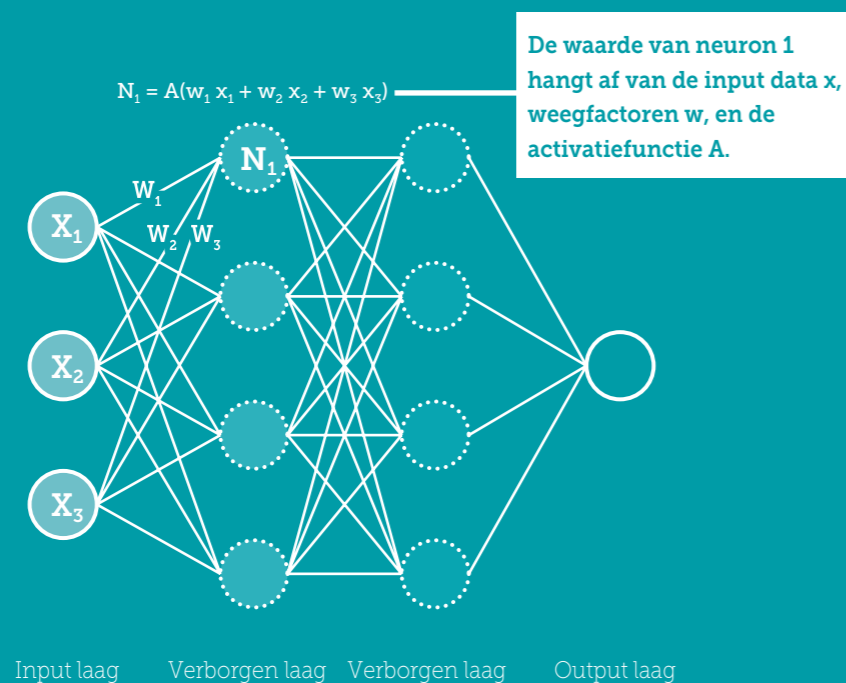 De waarde van neuron 1
hangt af van de input data x,
weegfactoren w, en de
activatiefunctie A.
N₁ = A(w₁ x₁ + w₂ x₂ + w₃ x₃)
N₁
W₁
X₁
W₂ W₃
X₂
X₃
Input laag Verborgen laag Verborgen laag Output laag